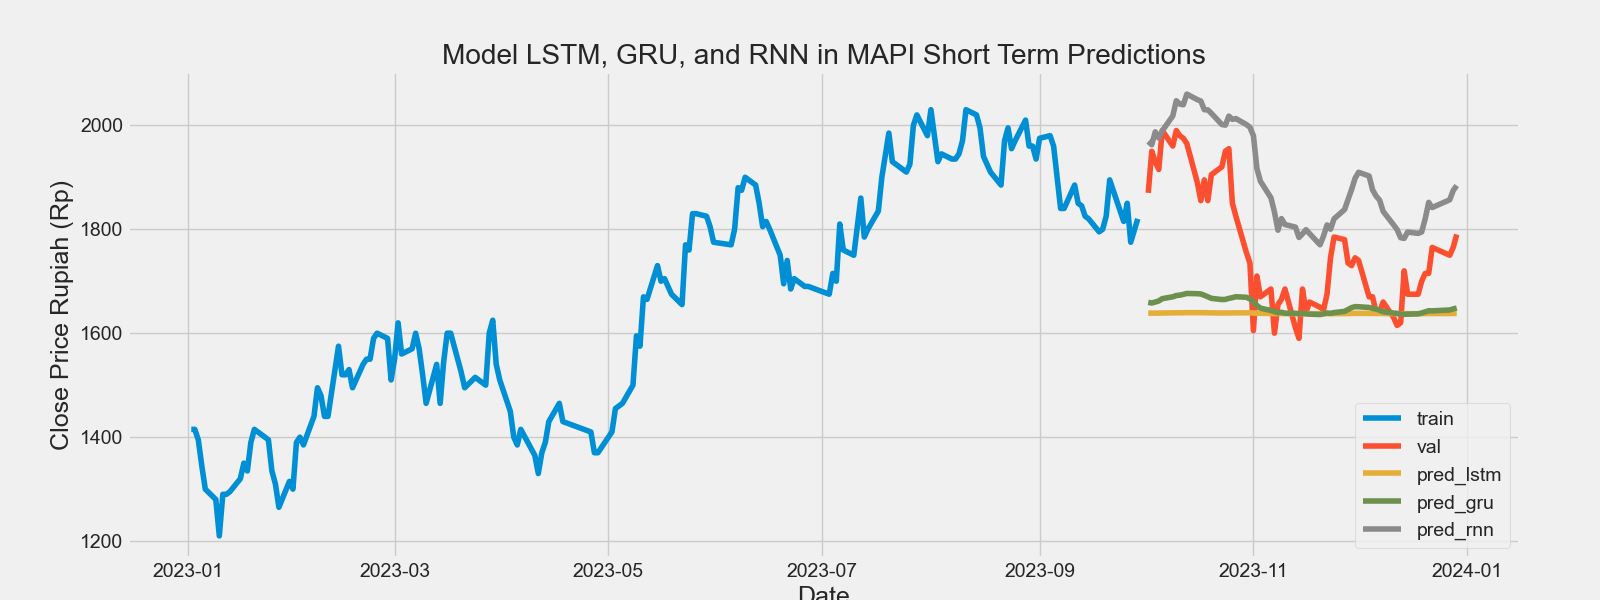 Model LSTM, GRU, and RNN in MAPI Short Term Predictions
Close Price Rupiah (Rp)
2000
1800
1600
1400
1200
train
val
pred_lstm
pred_gru
pred_rnn
2023-01 2023-03 2023-05 2023-07 2023-09 2023-11 2024-01
Date